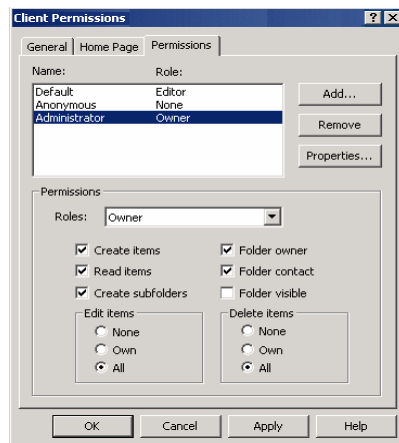 Client Permissions
General Home Page Permissions
Name: Role:
Default Editor
Anonymous None
Administrator Owner
Add...
Remove
Properties...
Permissions
Roles: Owner
Create items Folder owner
Read items Folder contact
Create subfolders Folder visible
Edit items Delete items
None None
Own Own
All All
OK Cancel Apply Help